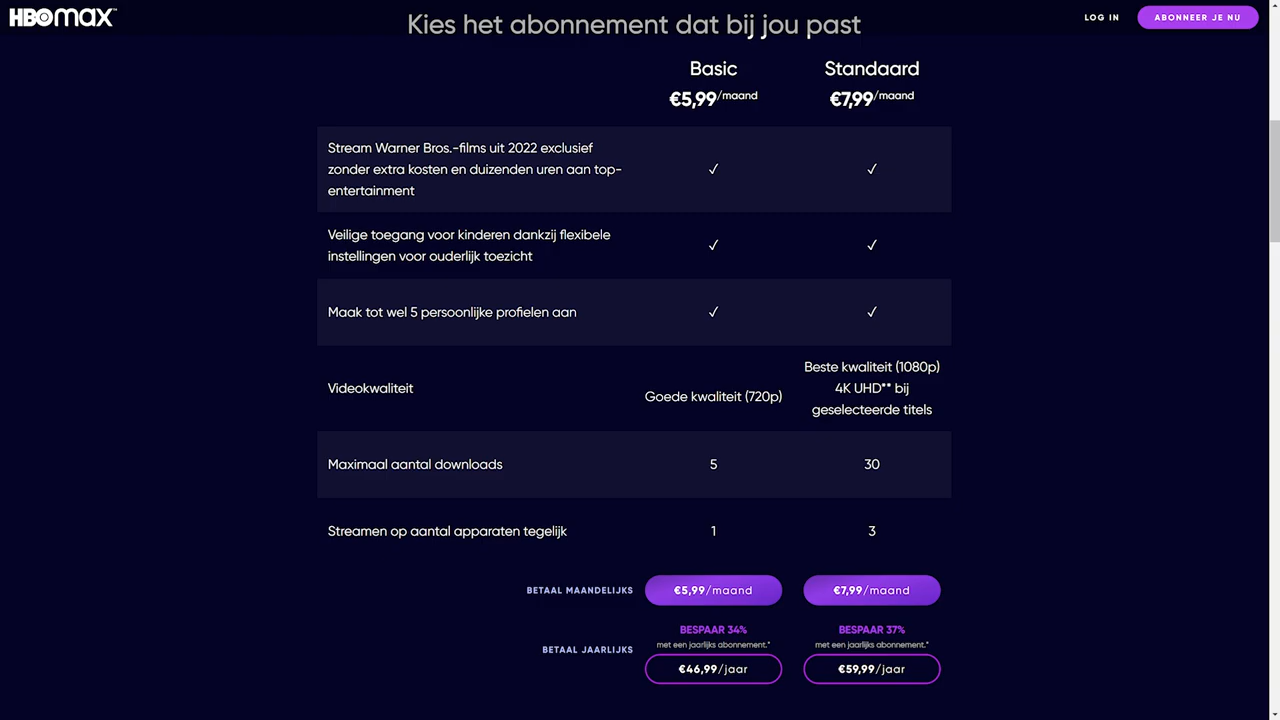 HBOMAX™
LOG IN
ABONNEER JE NU
Kies het abonnement dat bij jou past
Basic
Standaard
€5,99/maand
€7,99/maand
Stream Warner Bros.-films uit 2022 exclusief
zonder extra kosten en duizenden uren aan top-
entertainment
✓
✓
Veilige toegang voor kinderen dankzij flexibele
instellingen voor ouderlijk toezicht
✓
✓
Maak tot wel 5 persoonlijke profielen aan
✓
✓
Videokwaliteit
Goede kwaliteit (720p)
Beste kwaliteit (1080p)
4K UHD** bij
geselecteerde titels
Maximaal aantal downloads
5
30
Streamen op aantal apparaten tegelijk
1
3
BETAAL MAANDELIJKS
€5,99/maand
€7,99/maand
BETAAL JAARLIJKS
BESPAAR 34%
met een jaarlijks abonnement.*
€46,99/jaar
BESPAAR 37%
met een jaarlijks abonnement.*
€59,99/jaar